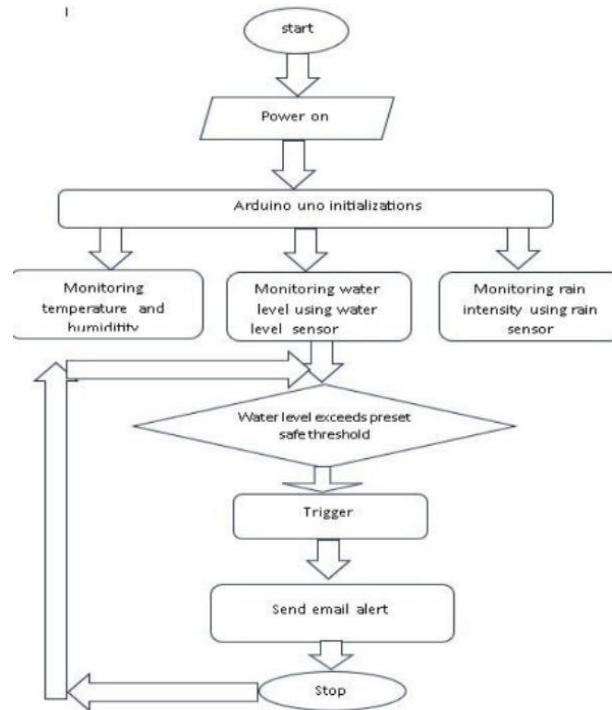 start
Power on
Arduino uno initializations
Monitoring
temperature and
humiditity
Monitoring water
level using water
level sensor
Monitoring rain
intensity using rain
sensor
Water level exceeds preset
safe threshold
Trigger
Send email alert
Stop